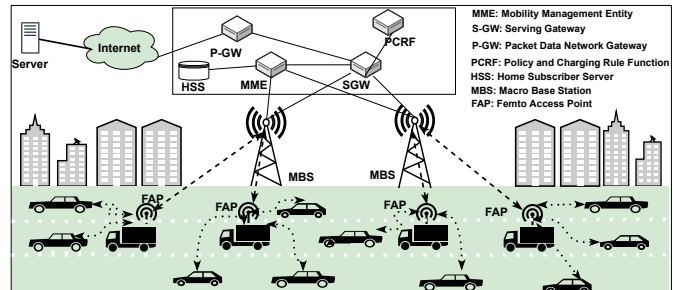 MME: Mobility Management Entity
S-GW: Serving Gateway
P-GW: Packet Data Network Gateway
PCRF: Policy and Charging Rule Function
HSS: Home Subscriber Server
MBS: Macro Base Station
FAP: Femto Access Point
Server
Internet
P-GW
PCRF
HSS
MME
SGW
MBS
MBS
FAP
FAP
FAP
FAP